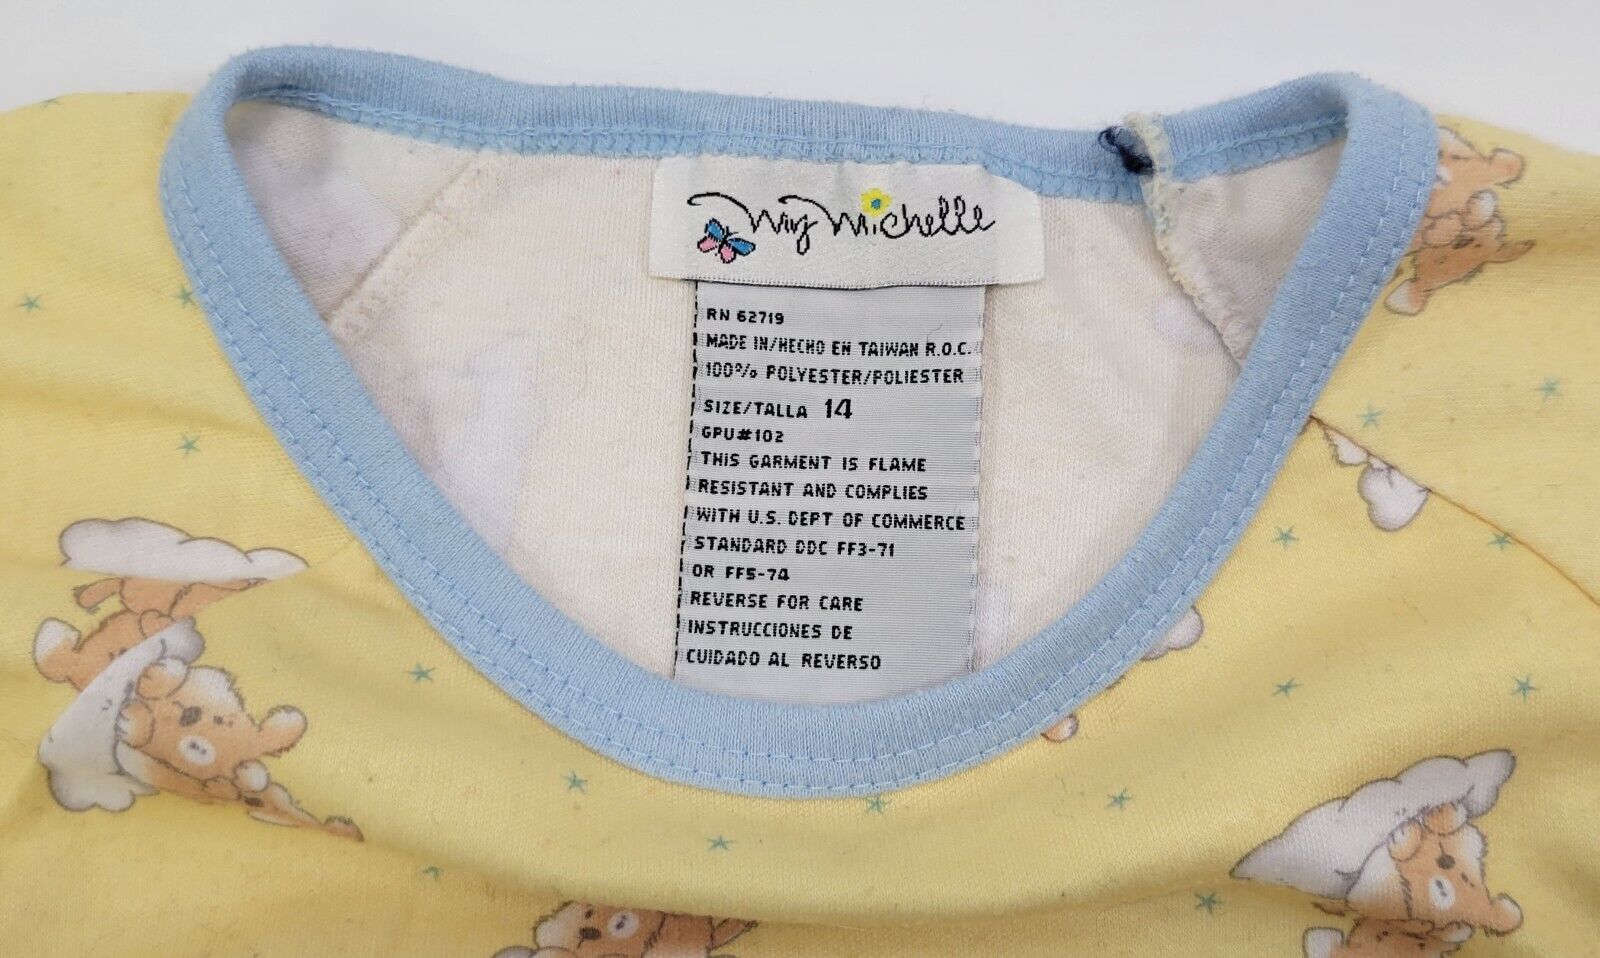 My Michelle
RN 62719
MADE IN/HECHO EN TAIWAN R.O.C.
100% POLYESTER/POLIESTER
SIZE/TALLA 14
GPU#102
THIS GARMENT IS FLAME
RESISTANT AND COMPLIES
WITH U.S. DEPT OF COMMERCE
STANDARD DDC FF3-71
OR FF5-74
REVERSE FOR CARE
INSTRUCCIONES DE
CUIDADO AL REVERSO